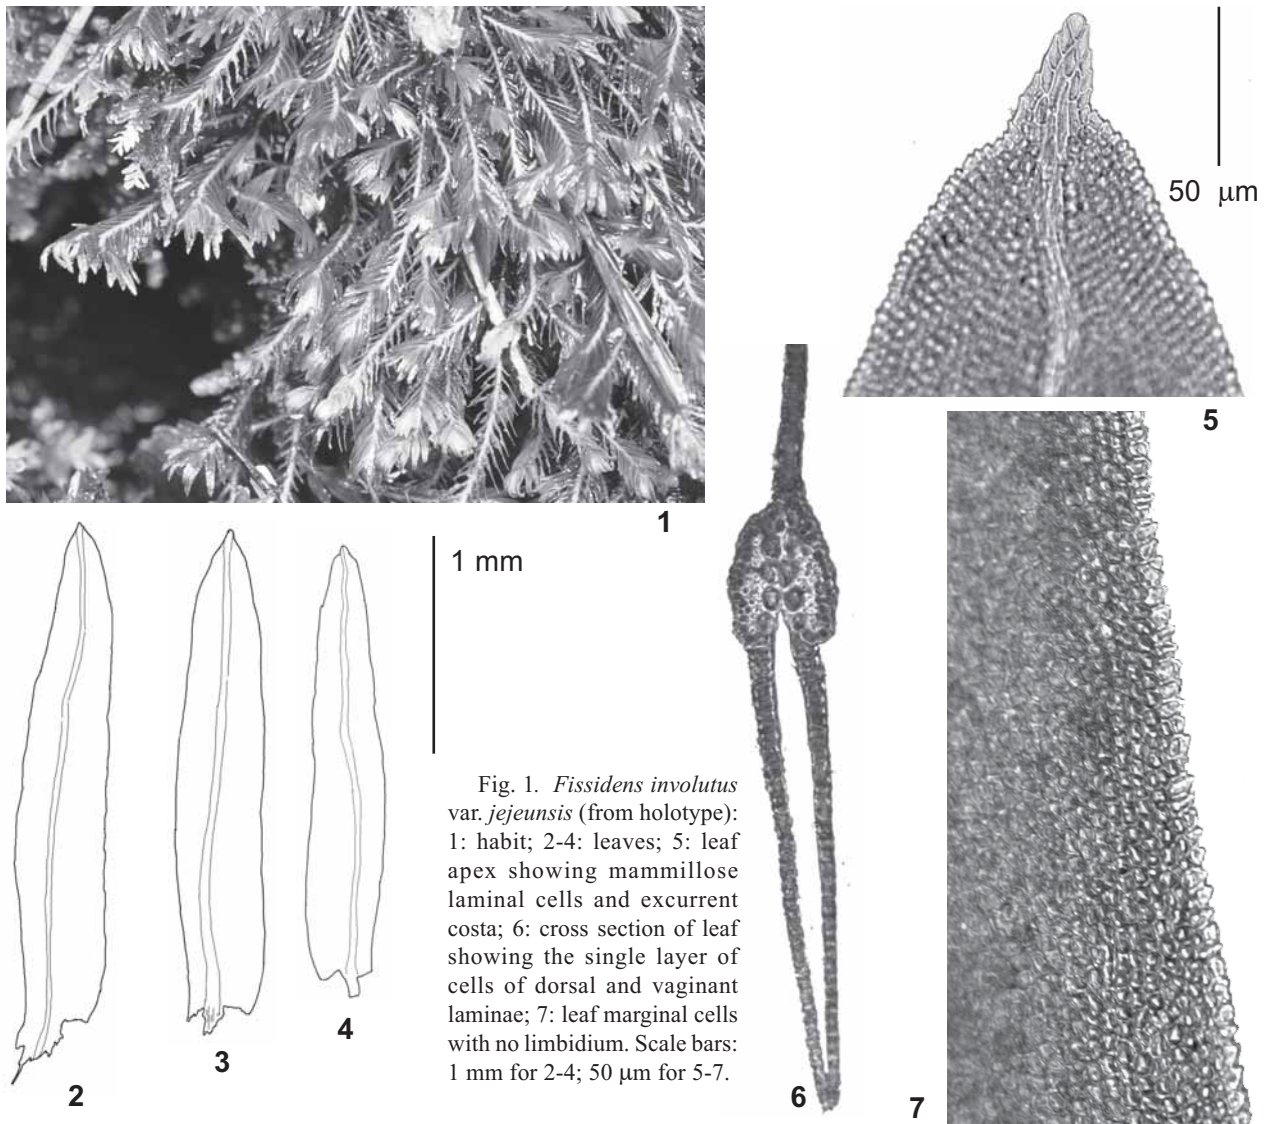 50 µm
5
1
1 mm
Fig. 1. Fissidens involutus
var. jejeunsis (from holotype):
1: habit; 2-4: leaves; 5: leaf
apex showing mammillose
laminal cells and excurrent
costa; 6: cross section of leaf
showing the single layer of
cells of dorsal and vaginant
laminae; 7: leaf marginal cells
with no limbidium. Scale bars:
1 mm for 2-4; 50 µm for 5-7.
4
3
2
6
7